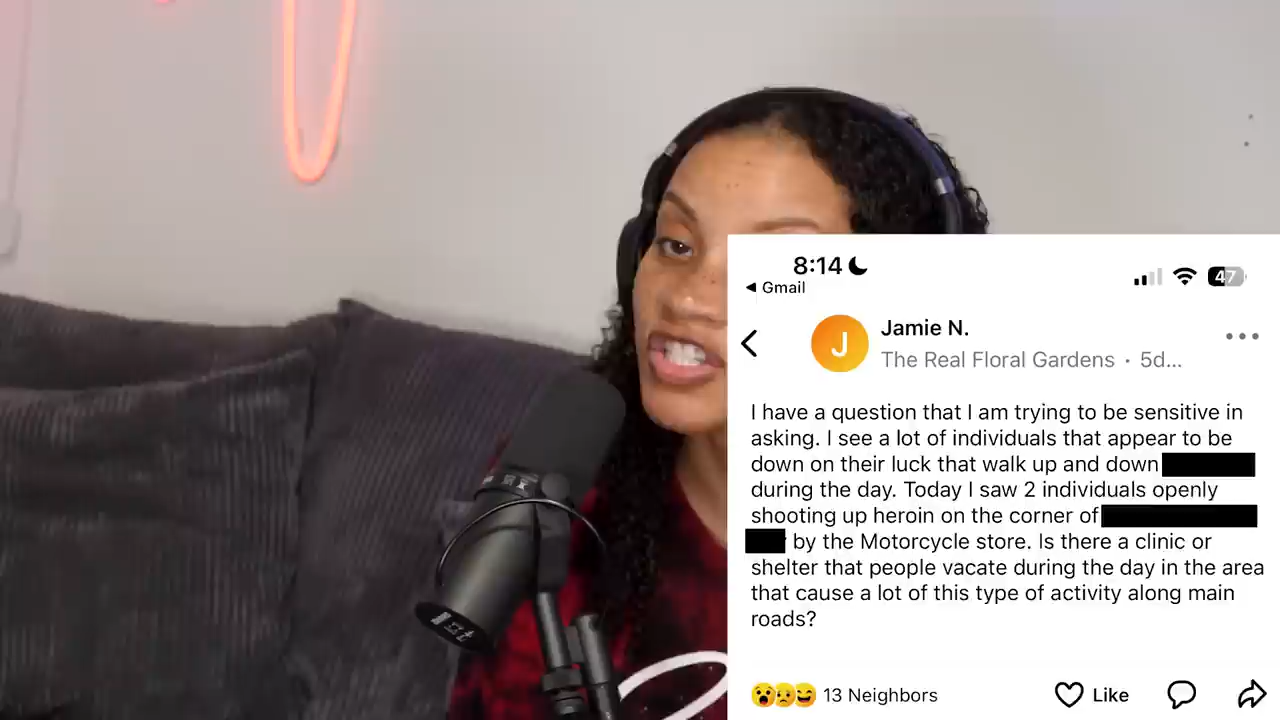 8:14
47
Gmail
Jamie N.
J
The Real Floral Gardens · 5d...
I have a question that I am trying to be sensitive in
asking. I see a lot of individuals that appear to be
down on their luck that walk up and down
during the day. Today I saw 2 individuals openly
shooting up heroin on the corner of
by the Motorcycle store. Is there a clinic or
shelter that people vacate during the day in the area
that cause a lot of this type of activity along main
roads?
13 Neighbors
Like